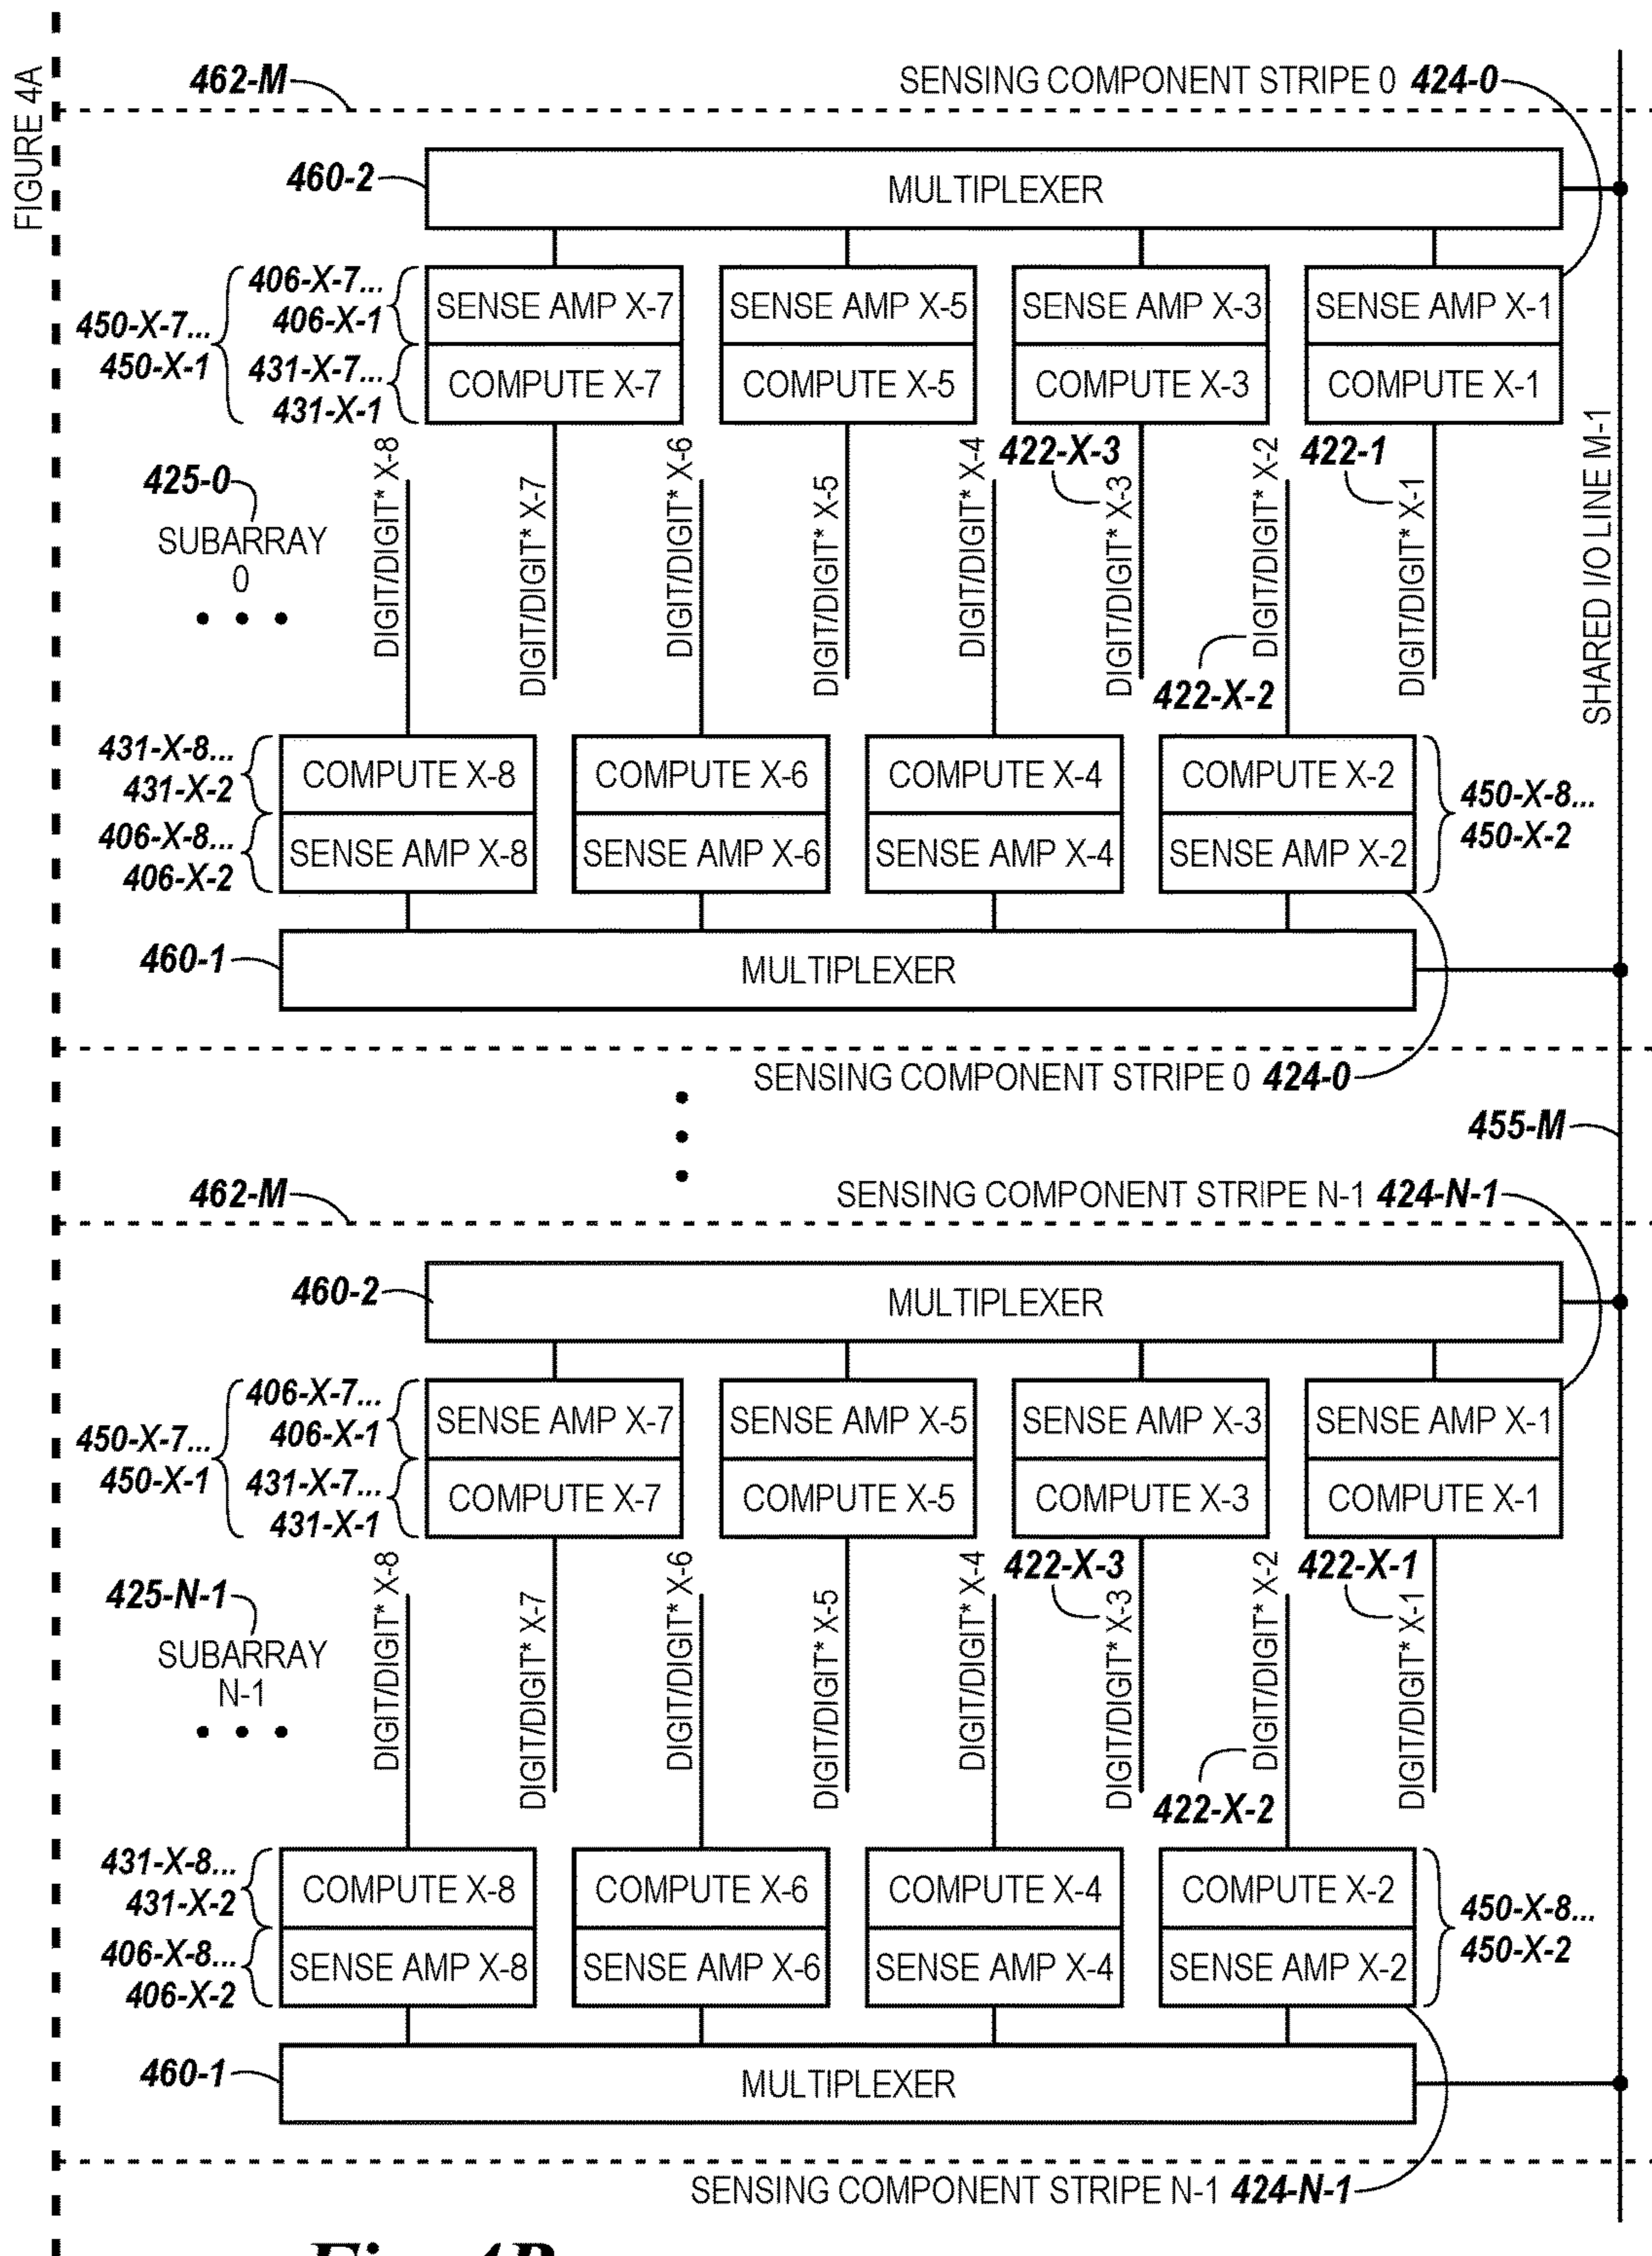 FIGURE 4A
462-M
SENSING COMPONENT STRIPE 0 424-0
460-2
MULTIPLEXER
450-X-7...
450-X-1
406-X-7...
406-X-1
431-X-7...
431-X-1
SENSE AMP X-7
SENSE AMP X-5
SENSE AMP X-3
SENSE AMP X-1
COMPUTE X-7
COMPUTE X-5
COMPUTE X-3
COMPUTE X-1
425-0
SUBARRAY
0
DIGIT/DIGIT* X-8
DIGIT/DIGIT* X-7
DIGIT/DIGIT* X-6
DIGIT/DIGIT* X-5
DIGIT/DIGIT* X-4
422-X-3
DIGIT/DIGIT* X-3
422-X-2
DIGIT/DIGIT* X-2
422-1
DIGIT/DIGIT* X-1
SHARED I/O LINE M-1
431-X-8...
431-X-2
406-X-8...
406-X-2
COMPUTE X-8
COMPUTE X-6
COMPUTE X-4
COMPUTE X-2
SENSE AMP X-8
SENSE AMP X-6
SENSE AMP X-4
SENSE AMP X-2
450-X-8...
450-X-2
460-1
MULTIPLEXER
SENSING COMPONENT STRIPE 0 424-0
455-M
462-M
SENSING COMPONENT STRIPE N-1 424-N-1
460-2
MULTIPLEXER
450-X-7...
450-X-1
406-X-7...
406-X-1
431-X-7...
431-X-1
SENSE AMP X-7
SENSE AMP X-5
SENSE AMP X-3
SENSE AMP X-1
COMPUTE X-7
COMPUTE X-5
COMPUTE X-3
COMPUTE X-1
425-N-1
SUBARRAY
N-1
DIGIT/DIGIT* X-8
DIGIT/DIGIT* X-7
DIGIT/DIGIT* X-6
DIGIT/DIGIT* X-5
DIGIT/DIGIT* X-4
422-X-3
DIGIT/DIGIT* X-3
422-X-2
DIGIT/DIGIT* X-2
422-X-1
DIGIT/DIGIT* X-1
431-X-8...
431-X-2
406-X-8...
406-X-2
COMPUTE X-8
COMPUTE X-6
COMPUTE X-4
COMPUTE X-2
SENSE AMP X-8
SENSE AMP X-6
SENSE AMP X-4
SENSE AMP X-2
450-X-8...
450-X-2
460-1
MULTIPLEXER
SENSING COMPONENT STRIPE N-1 424-N-1